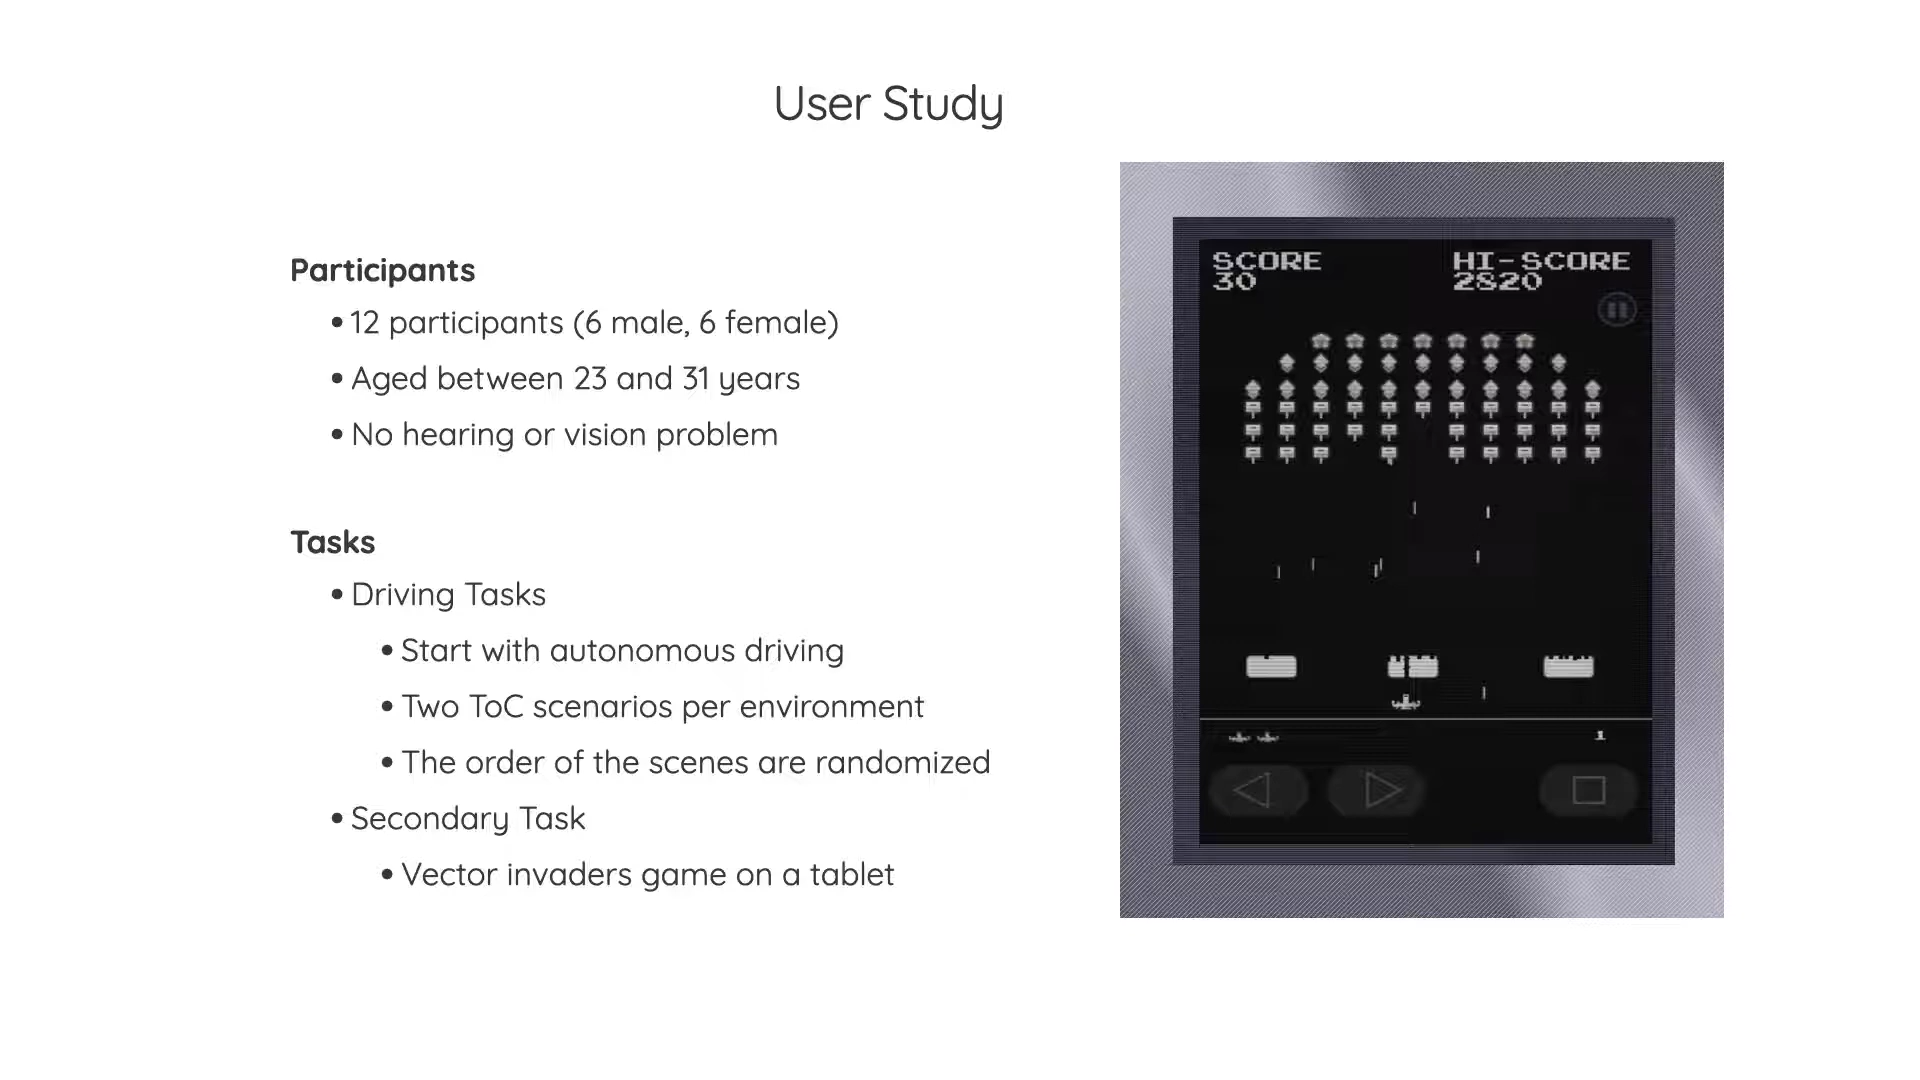 User Study
Participants
• 12 participants (6 male, 6 female)
• Aged between 23 and 31 years
• No hearing or vision problem
Tasks
• Driving Tasks
• Start with autonomous driving
• Two ToC scenarios per environment
• The order of the scenes are randomized
• Secondary Task
• Vector invaders game on a tablet
SCORE
30
HI-SCORE
2820
1